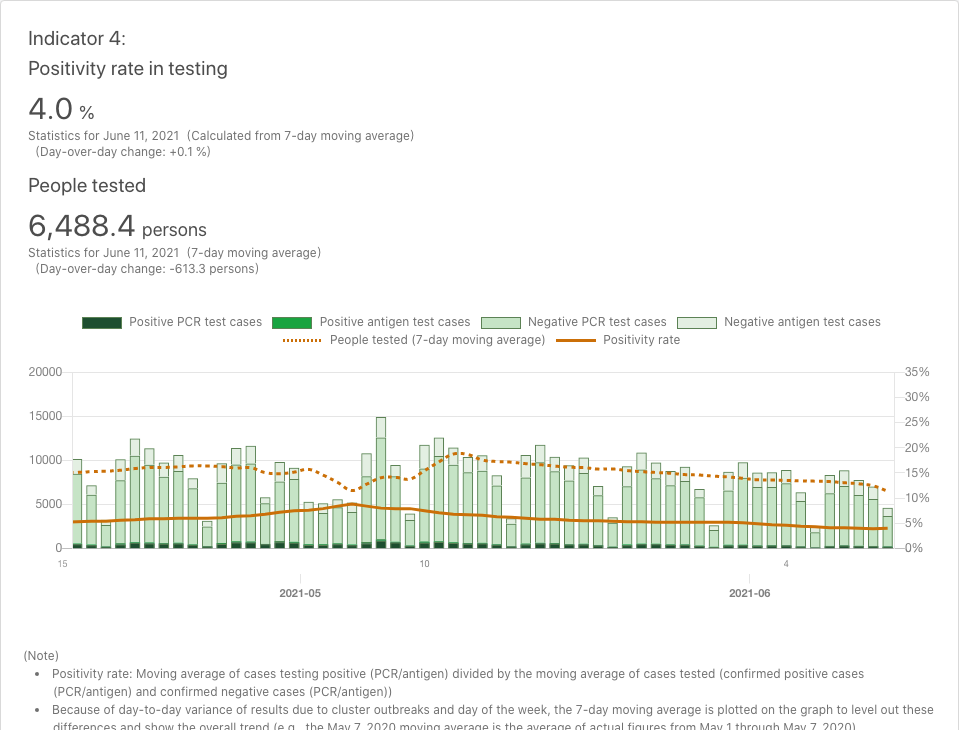 Indicator 4:
Positivity rate in testing
4.0 %
Statistics for June 11, 2021 (Calculated from 7-day moving average)
(Day-over-day change: +0.1 %)
People tested
6,488.4 persons
Statistics for June 11, 2021 (7-day moving average)
(Day-over-day change: -613.3 persons)
Positive PCR test cases Positive antigen test cases Negative PCR test cases Negative antigen test cases
People tested (7-day moving average) Positivity rate
20000 35%
30%
15000
25%
20%
10000
15%
10%
5000
5%
0 0%
15 10 4
2021-05 2021-06
(Note)
• Positivity rate: Moving average of cases testing positive (PCR/antigen) divided by the moving average of cases tested (confirmed positive cases
(PCR/antigen) and confirmed negative cases (PCR/antigen))
• Because of day-to-day variance of results due to cluster outbreaks and day of the week, the 7-day moving average is plotted on the graph to level out these
differences and show the overall trend (e.g., the May 7, 2020 moving average is the average of actual figures from May 1 through May 7, 2020)